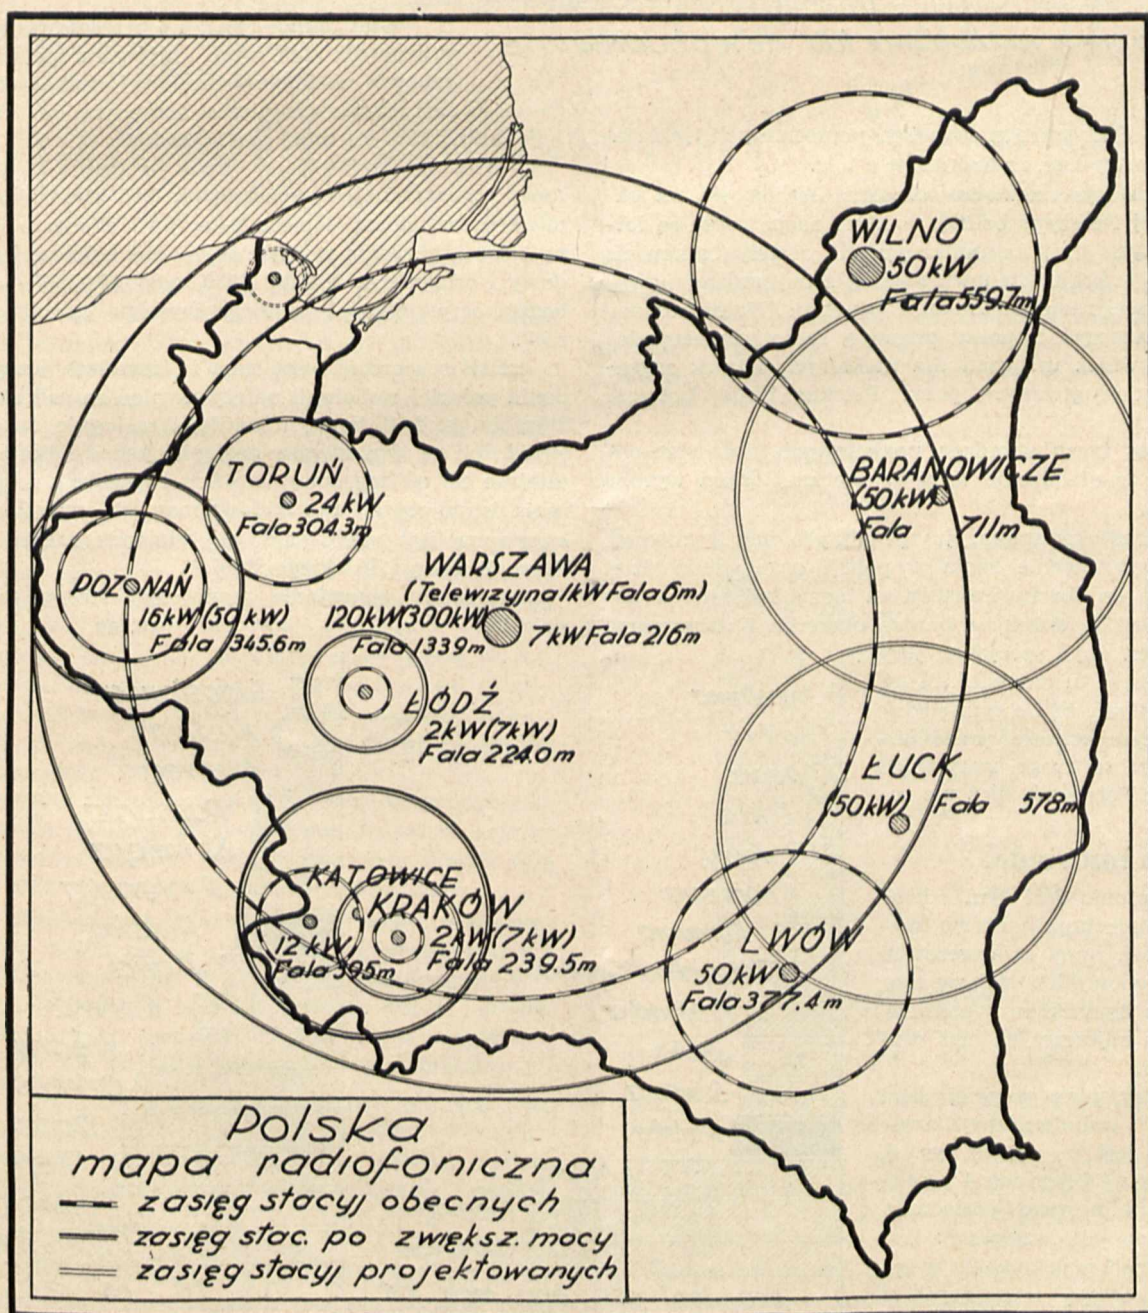 WILNO
50kW
Fala 559.7m
BARANOWICZE
(50kW)
Fala 711m
TORUŃ
24kW
Fala 304.3m
POZNAŃ
16kW (50kW)
Fala 345.6m
WARSZAWA
(Telewizyjna 1kW Fala 6m)
120kW (300kW)
Fala 1339m
7kW Fala 216m
ŁÓDŹ
2kW (7kW)
Fala 224.0m
ŁUCK
(50kW) Fala 578m
KATOWICE
12kW
Fala 395m
KRAKÓW
2kW (7kW)
Fala 239.5m
LWÓW
50kW
Fala 377.4m
Polska
mapa radiofoniczna
zasięg stacyj obecnych
zasięg stac. po zwiększ. mocy
zasięg stacyj projektowanych